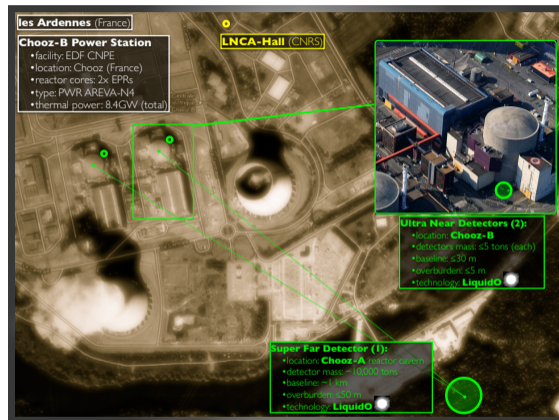 les Ardennes (France)
Chooz-B Power Station
•facility: EDF CNPE
•location: Chooz (France)
•reactor cores: 2x EPRs
•type: PWR AREVA-N4
•thermal power: 8.4GW (total)
LNCA-Hall (CNRS)
Ultra Near Detectors (2):
•location: Chooz-B
•detectors mass: ≤5 tons (each)
•baseline: ≤30 m
•overburden: ≤5 m
•technology: LiquidO
Super Far Detector (1):
•location: Chooz-A reactor cavern
•detector mass: ~10,000 tons
•baseline: ~1 km
•overburden: ≤50 m
•technology: LiquidO